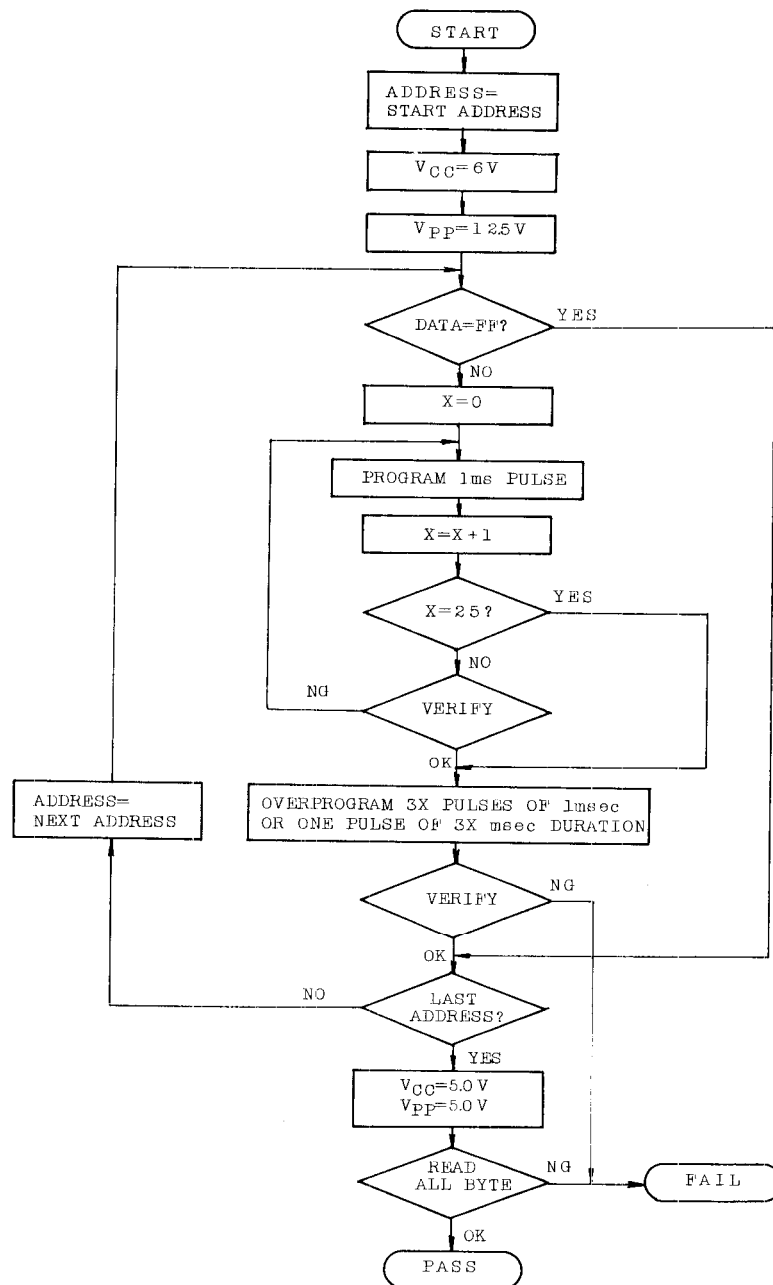 START
ADDRESS=
START ADDRESS
VCC=6V
VPP=12.5V
DATA=FF?
YES
NO
X=0
PROGRAM 1ms PULSE
X=X+1
X=25?
YES
NO
NG
VERIFY
OK
ADDRESS=
NEXT ADDRESS
OVERPROGRAM 3X PULSES OF 1msec
OR ONE PULSE OF 3X msec DURATION
VERIFY
NG
OK
NO
LAST
ADDRESS?
YES
VCC=5.0V
VPP=5.0V
READ
ALL BYTE
NG
FAIL
OK
PASS